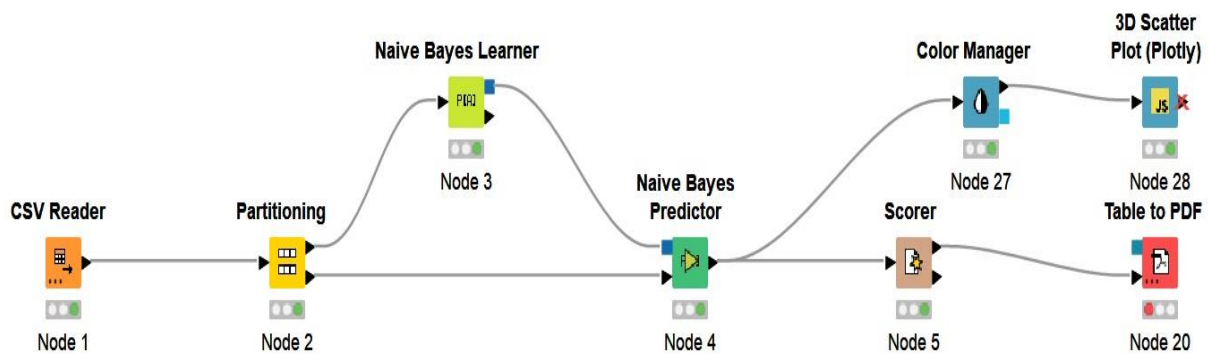 Naive Bayes Learner
P[A]
Node 3
Color Manager
Node 27
3D Scatter
Plot (Plotly)
JS
Node 28
CSV Reader
Node 1
Partitioning
Node 2
Naive Bayes
Predictor
Node 4
Scorer
Node 5
Table to PDF
Node 20